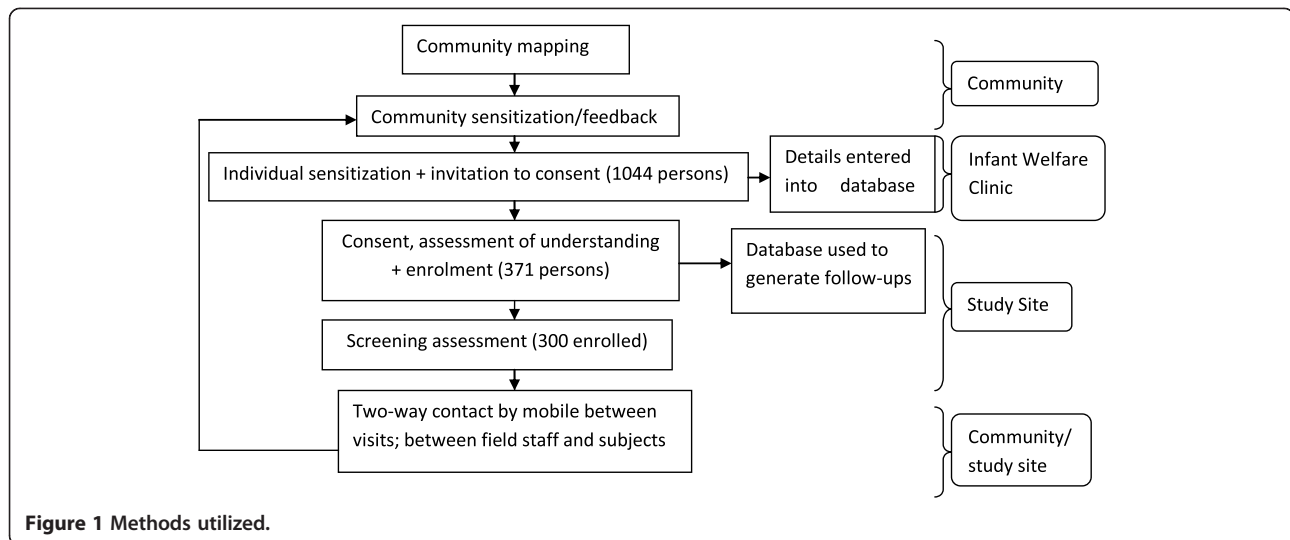 Community mapping
Community
Community sensitization/feedback
Individual sensitization + invitation to consent (1044 persons)
Details entered
into database
Infant Welfare
Clinic
Consent, assessment of understanding
+ enrolment (371 persons)
Database used to
generate follow-ups
Study Site
Screening assessment (300 enrolled)
Two-way contact by mobile between
visits; between field staff and subjects
Community/
study site
Figure 1 Methods utilized.